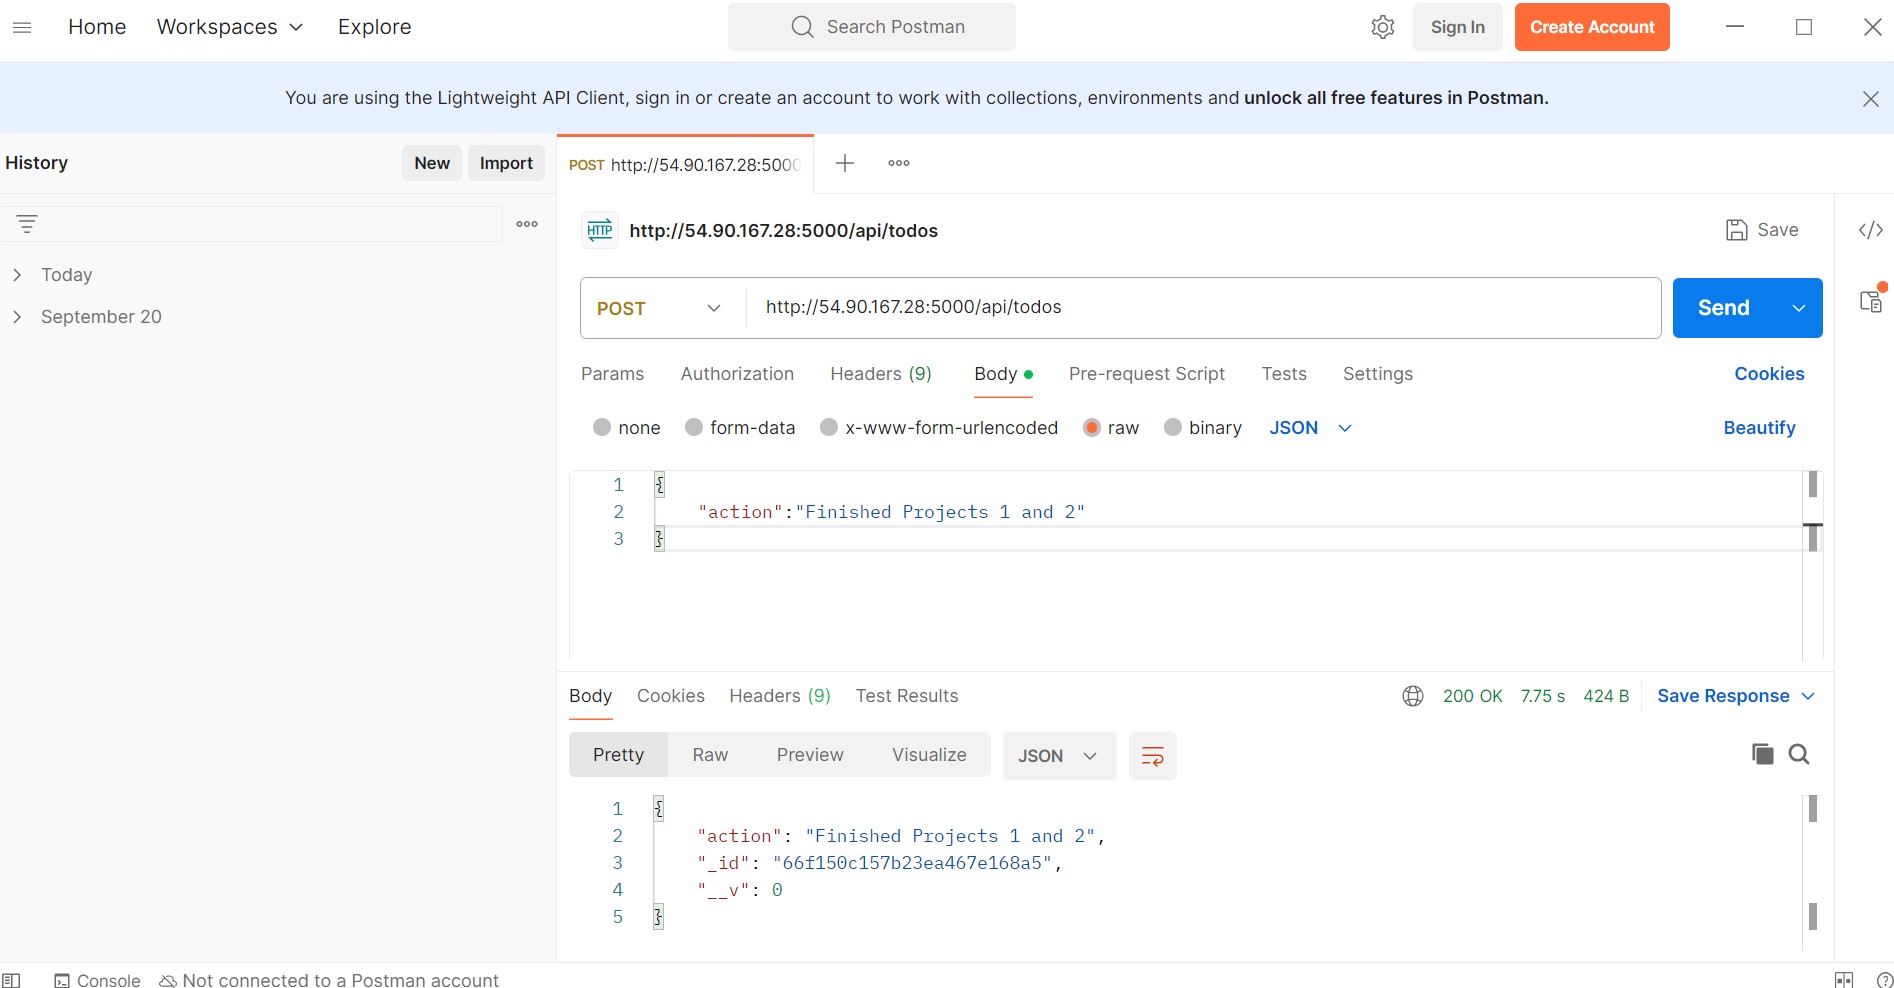 Home Workspaces Explore Search Postman Sign In Create Account
You are using the Lightweight API Client, sign in or create an account to work with collections, environments and unlock all free features in Postman.
History New Import
POST http://54.90.167.28:5000
Today
September 20
HTTP http://54.90.167.28:5000/api/todos Save </>
POST http://54.90.167.28:5000/api/todos Send
Params Authorization Headers (9) Body Pre-request Script Tests Settings Cookies
none form-data x-www-form-urlencoded raw binary JSON Beautify
1 {
2 "action":"Finished Projects 1 and 2"
3 }
Body Cookies Headers (9) Test Results 200 OK 7.75 s 424 B Save Response
Pretty Raw Preview Visualize JSON
1 {
2 "action": "Finished Projects 1 and 2",
3 "_id": "66f150c157b23ea467e168a5",
4 "__v": 0
5 }
Console Not connected to a Postman account